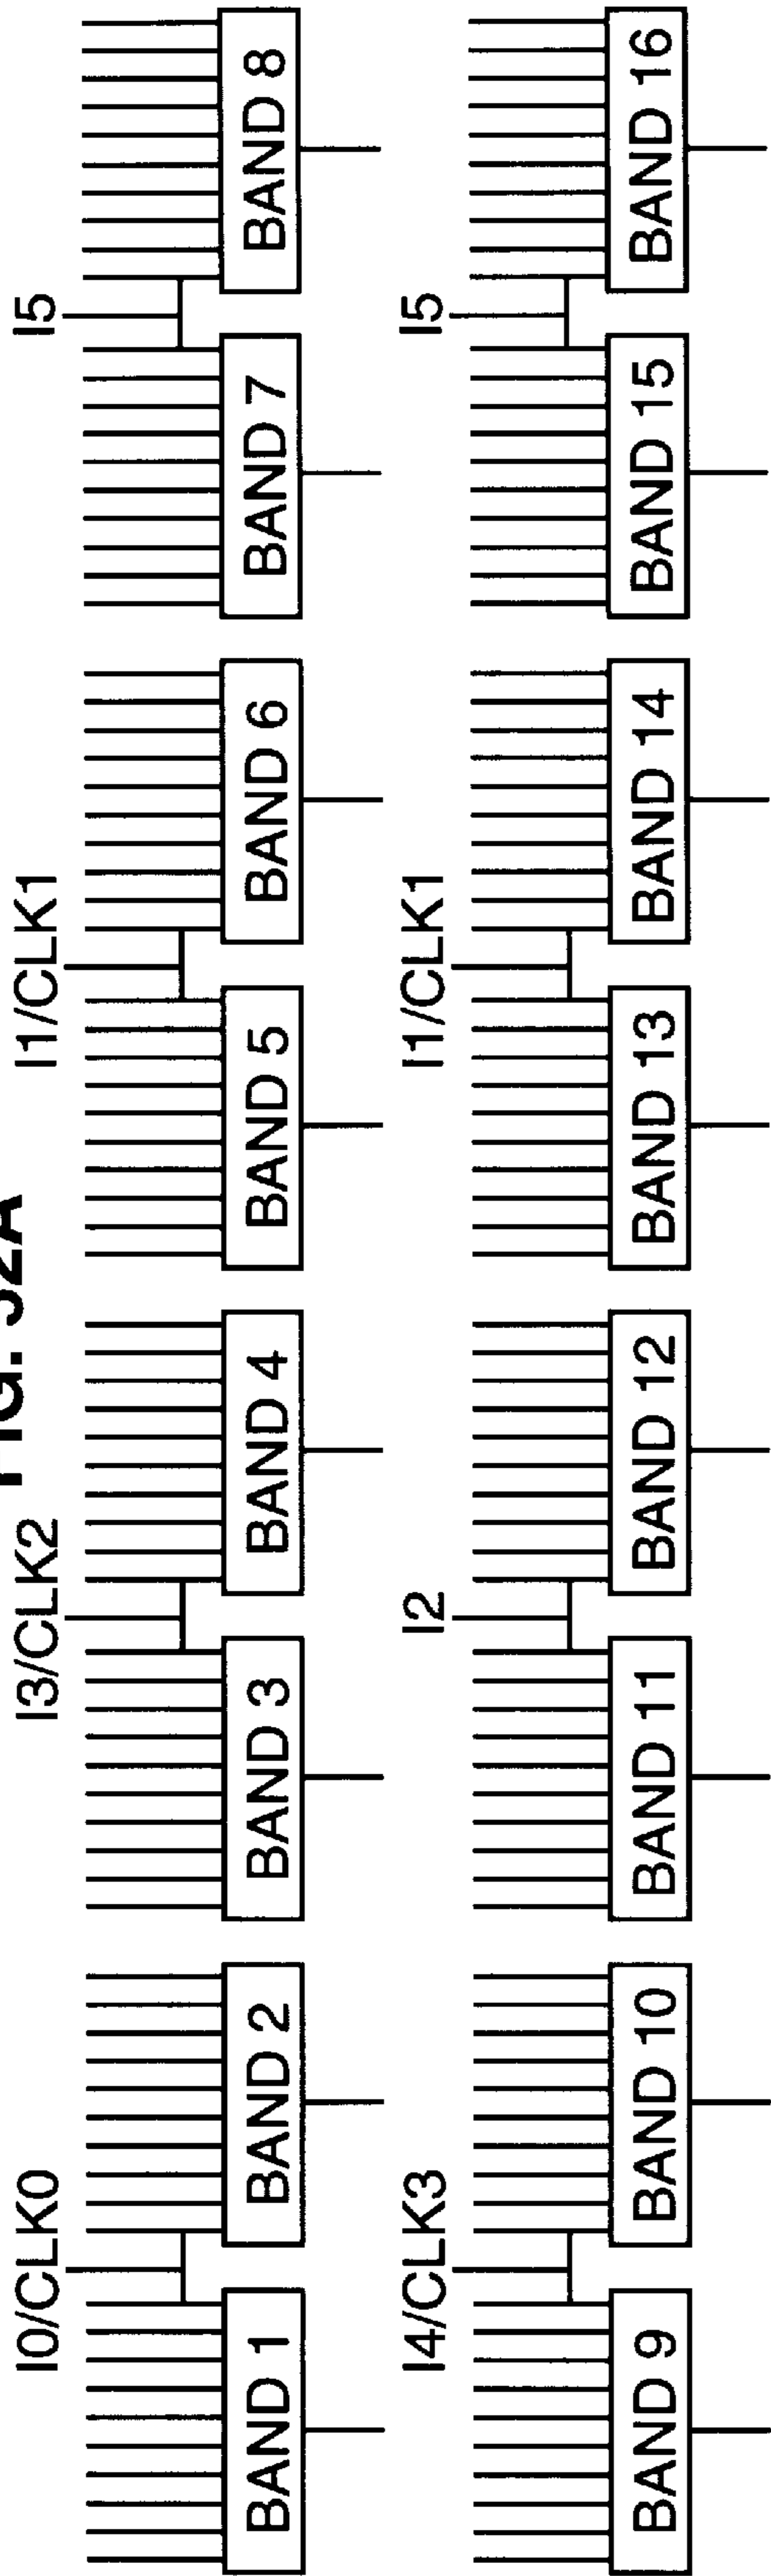 FIG. 32A
I0/CLK0 I3/CLK2 I1/CLK1 I5
BAND 1 BAND 2 BAND 3 BAND 4 BAND 5 BAND 6 BAND 7 BAND 8
I4/CLK3 I2 I1/CLK1 I5
BAND 9 BAND 10 BAND 11 BAND 12 BAND 13 BAND 14 BAND 15 BAND 16